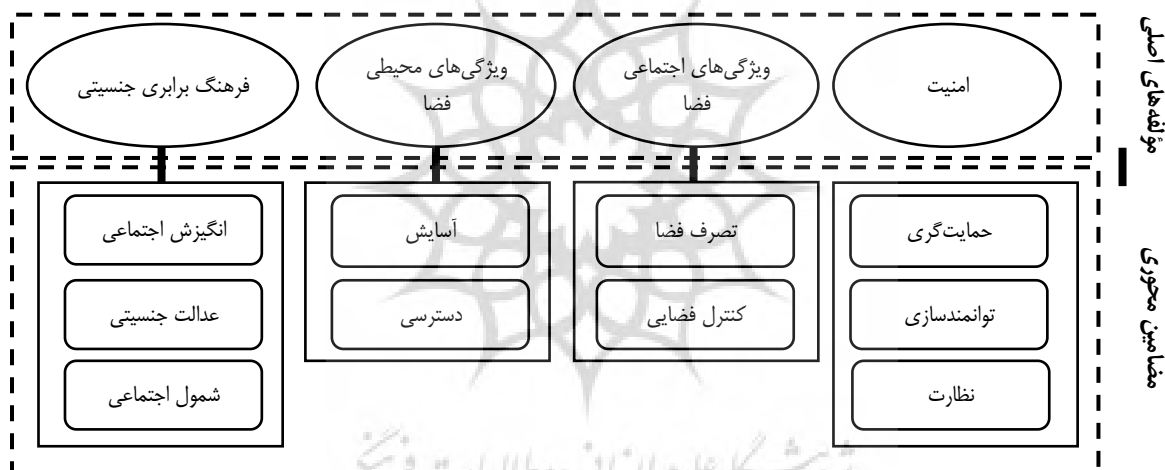 مؤلفه‌های اصلی
امنیت
ویژگی‌های اجتماعی
فضا
ویژگی‌های محیطی
فضا
فرهنگ برابری جنسیتی
مضامین محوری
حمایت‌گری
توانمندسازی
نظارت
تصرف فضا
کنترل فضایی
آسایش
دسترسی
انگیزش اجتماعی
عدالت جنسیتی
شمول اجتماعی